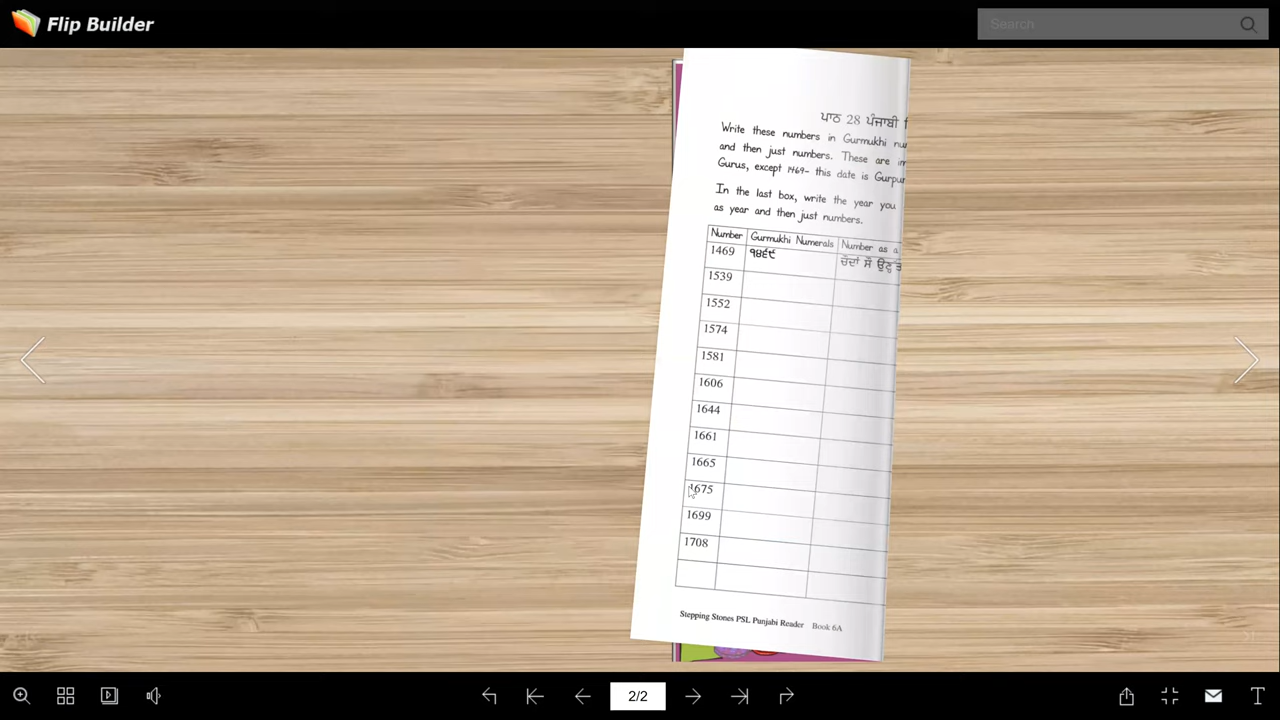 Flip Builder
Search
ਪਾਠ 28 ਪੰਜਾਬੀ
Write these numbers in Gurmukhi
and then just numbers. These are
Gurus, except 1469- this date is
In the last box, write the year you
as year and then just numbers.
Number Gurmukhi Numerals Number as a
1469 ੧੪੬੯ ਚੌਦਾਂ ਸੌ
1539
1552
1574
1581
1606
1644
1661
1665
1675
1699
1708
Stepping Stones PSL Punjabi Reader Book 6A
2/2